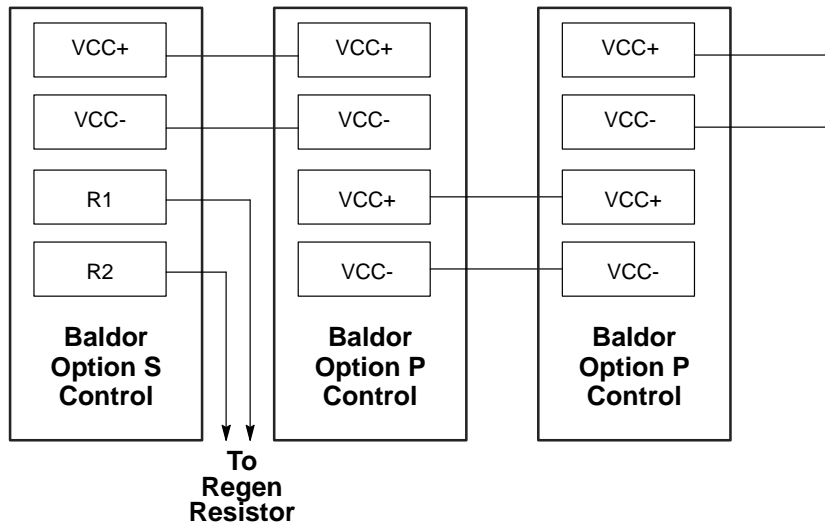 VCC+
VCC-
R1
R2
Baldor
Option S
Control
To
Regen
Resistor
VCC+
VCC-
VCC+
VCC-
Baldor
Option P
Control
VCC+
VCC-
VCC+
VCC-
Baldor
Option P
Control